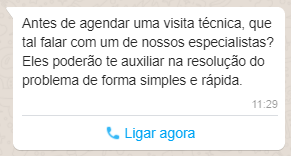 Antes de agendar uma visita técnica, que
tal falar com um de nossos especialistas?
Eles poderão te auxiliar na resolução do
problema de forma simples e rápida.
11:29
Ligar agora